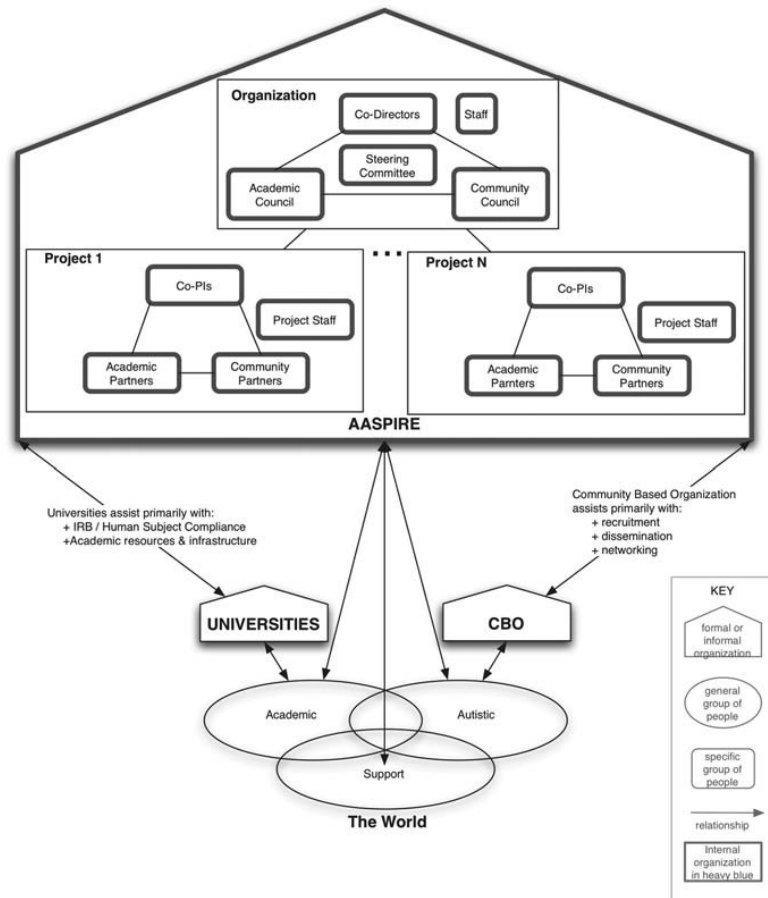 Organization
Co-Directors
Staff
Steering
Committee
Academic
Council
Community
Council
Project 1
Co-PIs
Project Staff
Academic
Partners
Community
Partners
...
Project N
Co-PIs
Project Staff
Academic
Parnters
Community
Partners
AASPIRE
Universities assist primarily with:
+ IRB / Human Subject Compliance
+Academic resources & infrastructure
Community Based Organization
assists primarily with:
+ recruitment
+ dissemination
+ networking
UNIVERSITIES
CBO
Academic
Autistic
Support
The World
KEY
formal or
informal
organization
general
group of
people
specific
group of
people
relationship
Internal
organization
in heavy blue